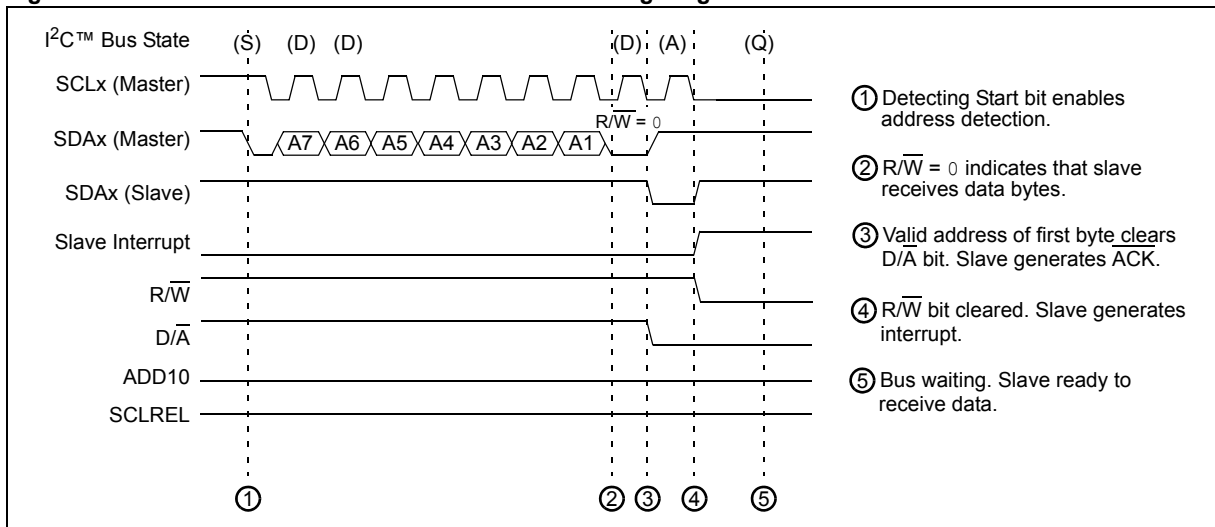 I²C™ Bus State (S) (D) (D) (D) (A) (Q)
SCLx (Master)
R/W̅ = 0
SDAx (Master) A7 A6 A5 A4 A3 A2 A1
SDAx (Slave)
Slave Interrupt
R/W̅
D/A̅
ADD10
SCLREL
1 2 3 4 5
1 Detecting Start bit enables
address detection.
2 R/W̅ = 0 indicates that slave
receives data bytes.
3 Valid address of first byte clears
D/A̅ bit. Slave generates A̅C̅K̅.
4 R/W̅ bit cleared. Slave generates
interrupt.
5 Bus waiting. Slave ready to
receive data.